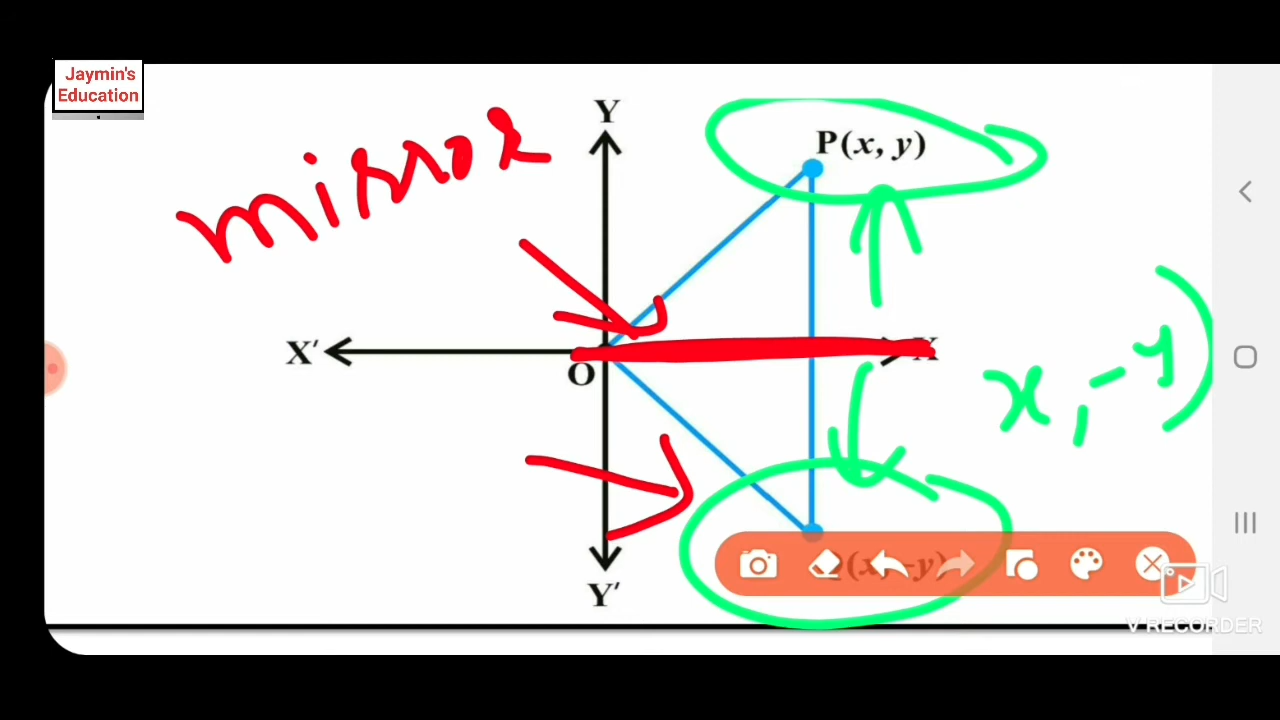 Jaymin's
Education
Y
mirror
P(x, y)
X′
X
O
x, -y)
(x, -y)
Y′
V RECORDER